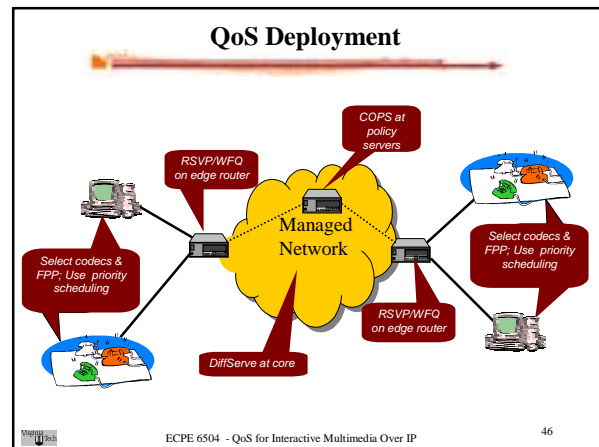 QoS Deployment
COPS at
policy
servers
RSVP/WFQ
on edge router
Managed
Network
Select codecs &
FPP; Use priority
scheduling
Select codecs &
FPP; Use priority
scheduling
RSVP/WFQ
on edge router
DiffServe at core
Virginia
Tech
ECPE 6504 - QoS for Interactive Multimedia Over IP
46